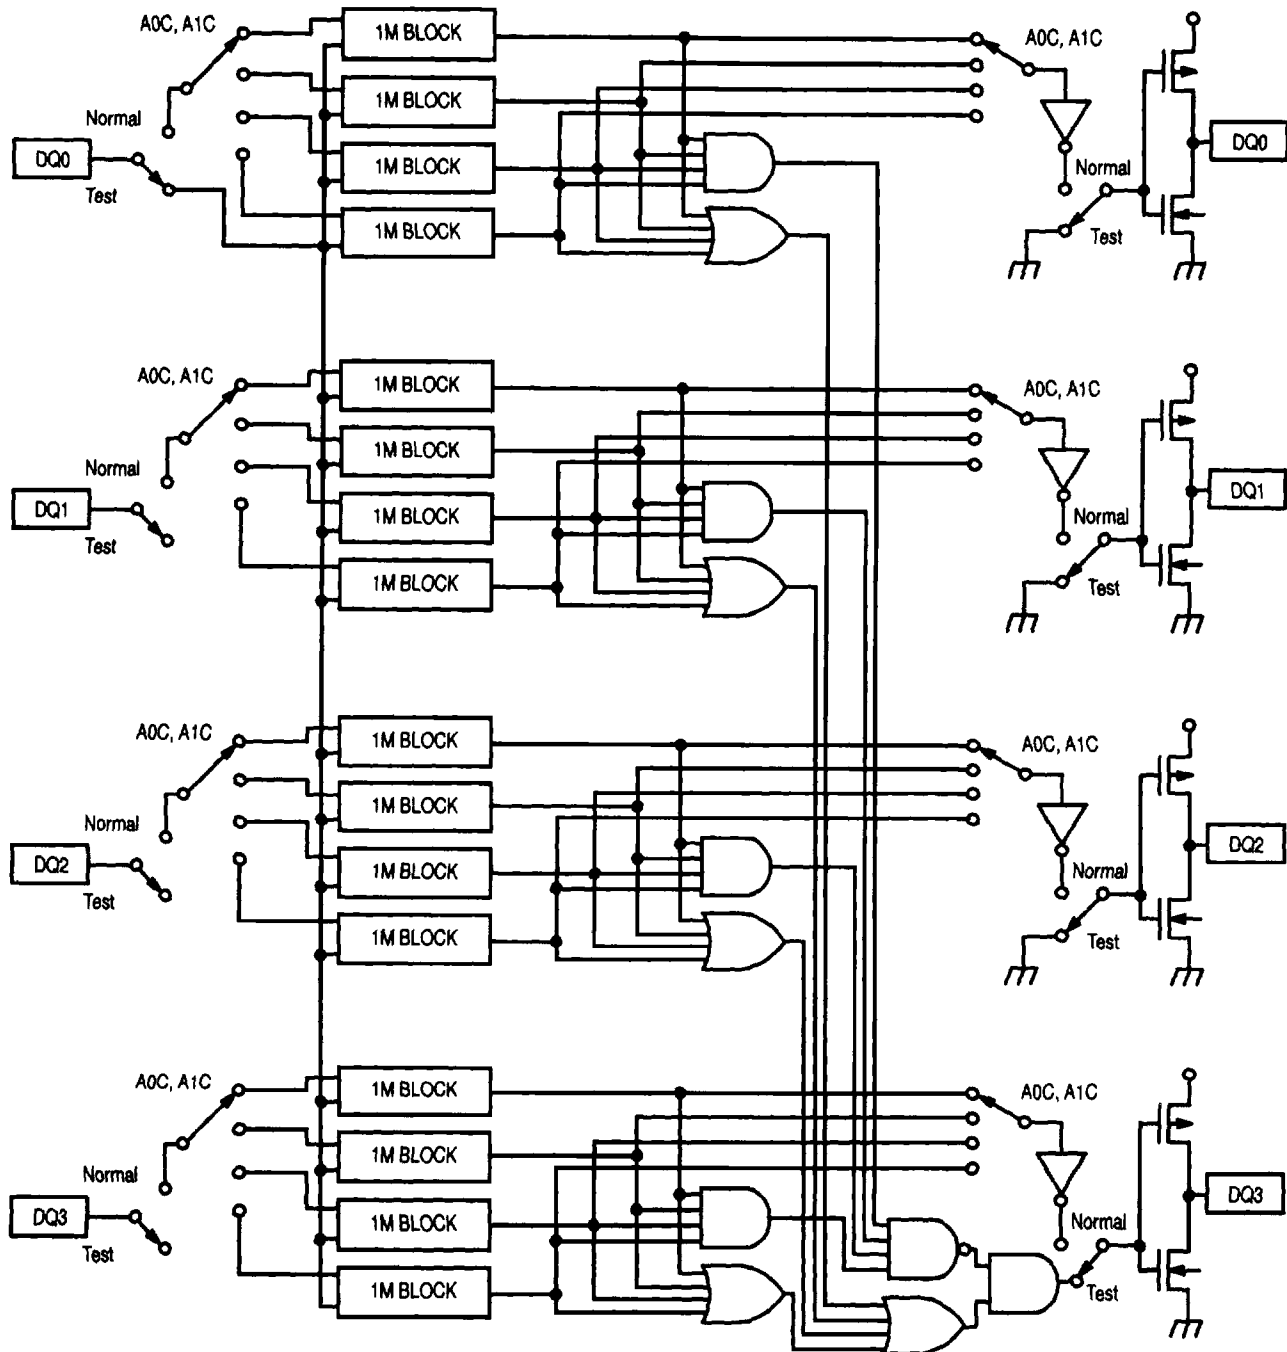 A0C, A1C
1M BLOCK
A0C, A1C
1M BLOCK
Normal
1M BLOCK
DQ0
DQ0
Normal
Test
1M BLOCK
Test
A0C, A1C
1M BLOCK
A0C, A1C
1M BLOCK
Normal
DQ1
1M BLOCK
DQ1
Normal
Test
1M BLOCK
Test
A0C, A1C
1M BLOCK
A0C, A1C
1M BLOCK
Normal
DQ2
DQ2
1M BLOCK
Normal
Test
1M BLOCK
Test
A0C, A1C
1M BLOCK
A0C, A1C
1M BLOCK
Normal
DQ3
DQ3
1M BLOCK
Normal
Test
1M BLOCK
Test